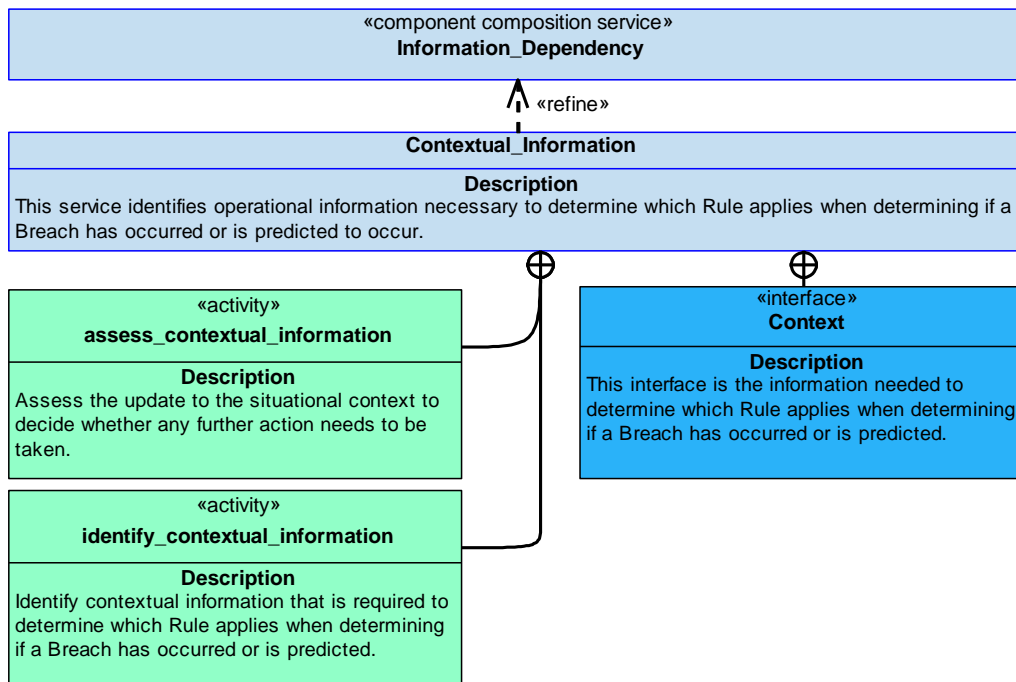 «component composition service»
Information_Dependency
«refine»
Contextual_Information
Description
This service identifies operational information necessary to determine which Rule applies when determining if a
Breach has occurred or is predicted to occur.
«activity»
assess_contextual_information
Description
Assess the update to the situational context to
decide whether any further action needs to be
taken.
«interface»
Context
Description
This interface is the information needed to
determine which Rule applies when determining
if a Breach has occurred or is predicted.
«activity»
identify_contextual_information
Description
Identify contextual information that is required to
determine which Rule applies when determining
if a Breach has occurred or is predicted.